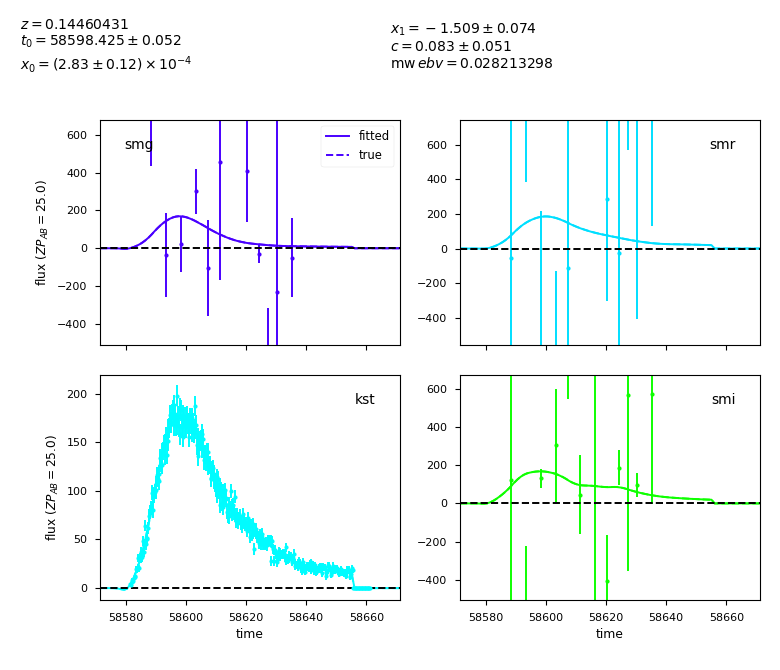 z = 0.14460431
t₀ = 58598.425 ± 0.052
x₀ = (2.83 ± 0.12) × 10⁻⁴
x₁ = −1.509 ± 0.074
c = 0.083 ± 0.051
mw ebv = 0.028213298
smg
fitted
true
600
400
200
0
−200
−400
flux (ZP_AB = 25.0)
smr
600
400
200
0
−200
−400
kst
200
150
100
50
0
flux (ZP_AB = 25.0)
58580 58600 58620 58640 58660
time
smi
600
400
200
0
−200
−400
58580 58600 58620 58640 58660
time